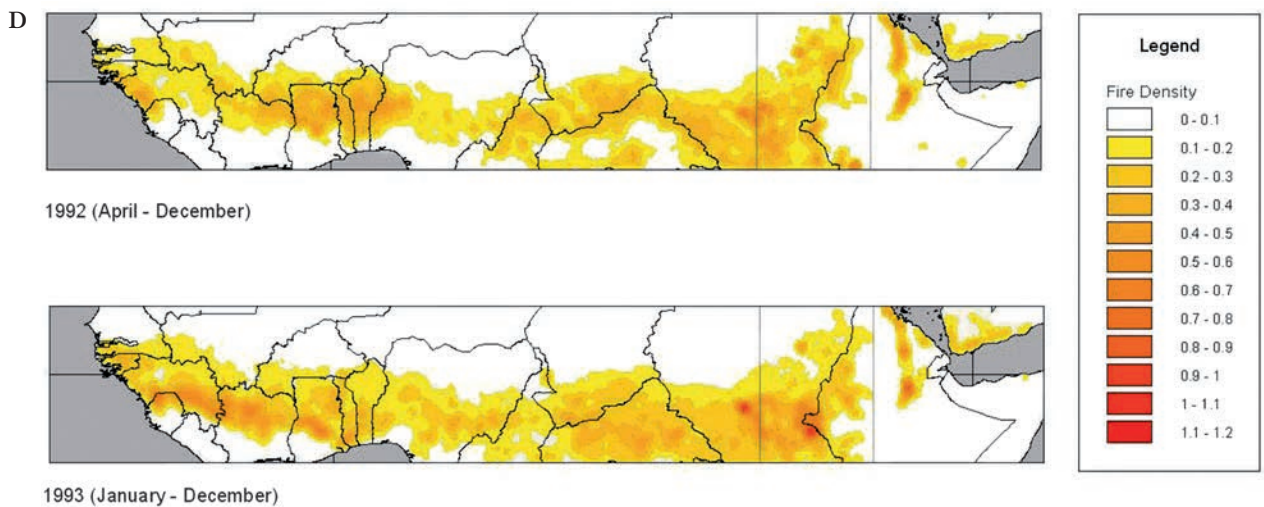 D
1992 (April - December)
1993 (January - December)
Legend
Fire Density
0 - 0.1
0.1 - 0.2
0.2 - 0.3
0.3 - 0.4
0.4 - 0.5
0.5 - 0.6
0.6 - 0.7
0.7 - 0.8
0.8 - 0.9
0.9 - 1
1 - 1.1
1.1 - 1.2